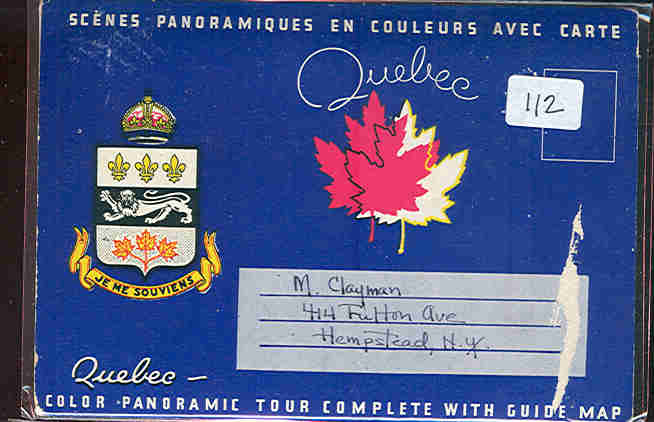 SCÈNES PANORAMIQUES EN COULEURS AVEC CARTE
Quebec
112
JE ME SOUVIENS
M. Clayman
414 Fulton Ave.
Hempstead, N.Y.
Quebec —
COLOR PANORAMIC TOUR COMPLETE WITH GUIDE MAP